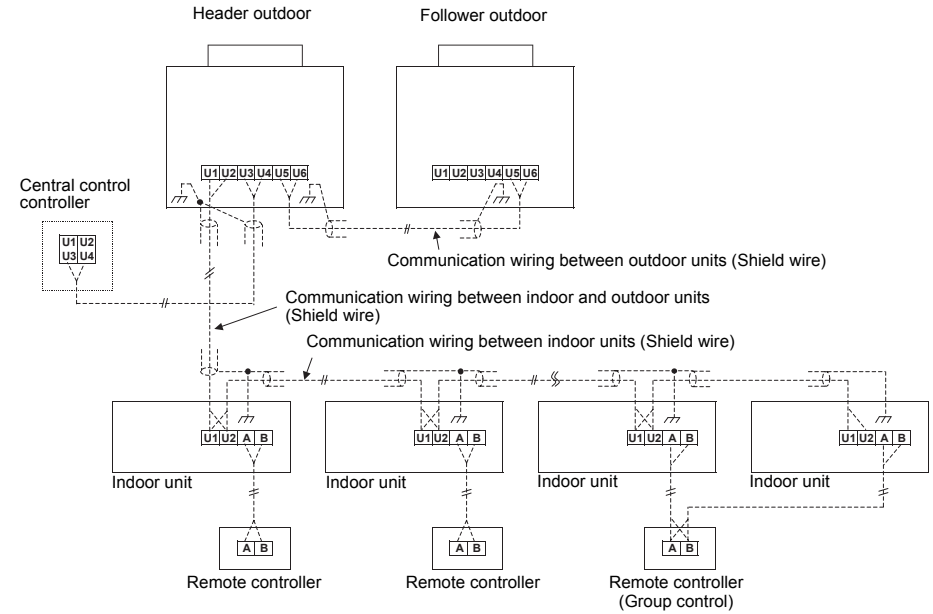 Header outdoor
Follower outdoor
U1 U2 U3 U4 U5 U6
U1 U2 U3 U4 U5 U6
Central control
controller
U1 U2
U3 U4
Communication wiring between outdoor units (Shield wire)
Communication wiring between indoor and outdoor units
(Shield wire)
Communication wiring between indoor units (Shield wire)
U1 U2 A B
U1 U2 A B
U1 U2 A B
U1 U2 A B
Indoor unit
Indoor unit
Indoor unit
Indoor unit
A B
A B
A B
Remote controller
Remote controller
Remote controller
(Group control)